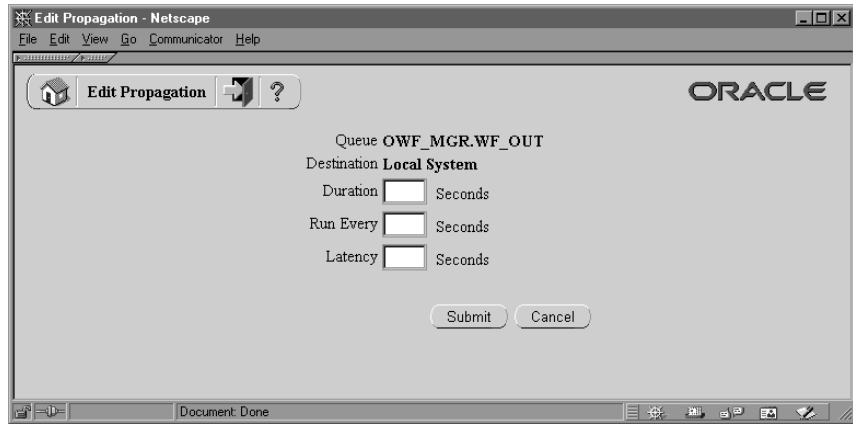 Edit Propagation - Netscape
File Edit View Go Communicator Help
Edit Propagation ?
ORACLE
Queue OWF_MGR.WF_OUT
Destination Local System
Duration Seconds
Run Every Seconds
Latency Seconds
Submit Cancel
Document: Done